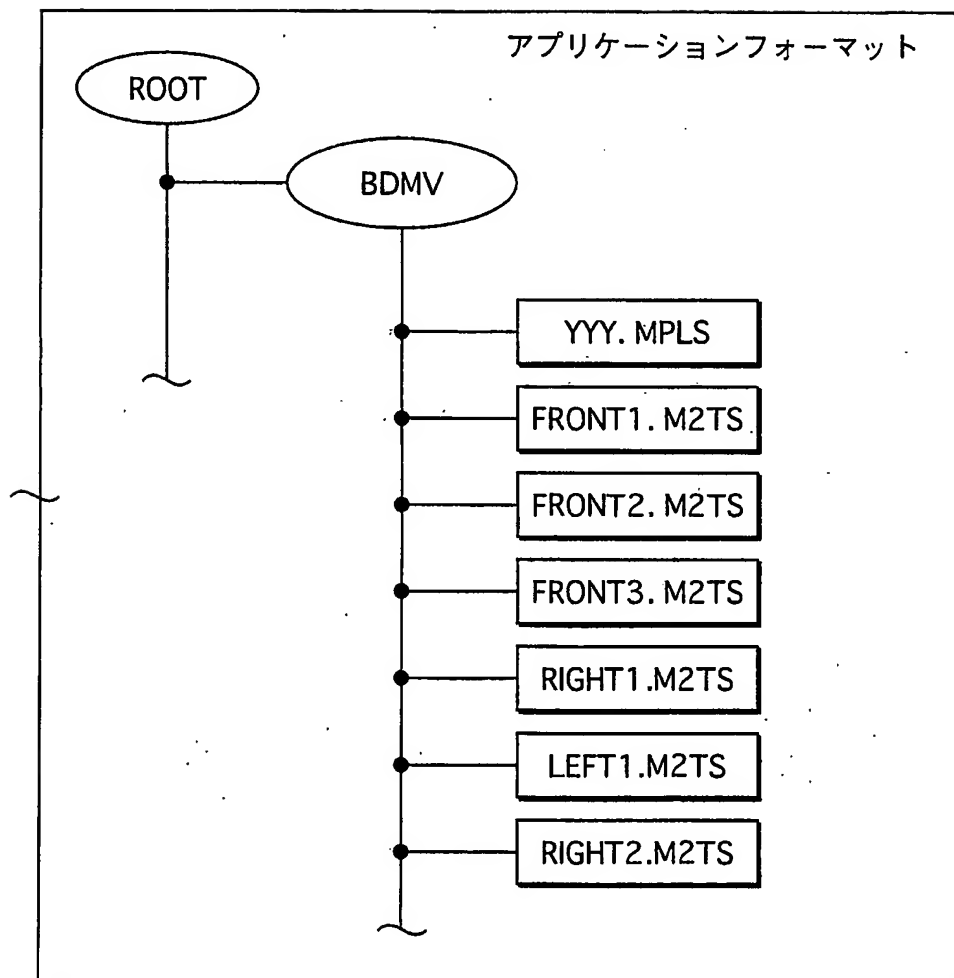 アプリケーションフォーマット
ROOT
BDMV
YYY. MPLS
FRONT1. M2TS
FRONT2. M2TS
FRONT3. M2TS
RIGHT1.M2TS
LEFT1.M2TS
RIGHT2.M2TS